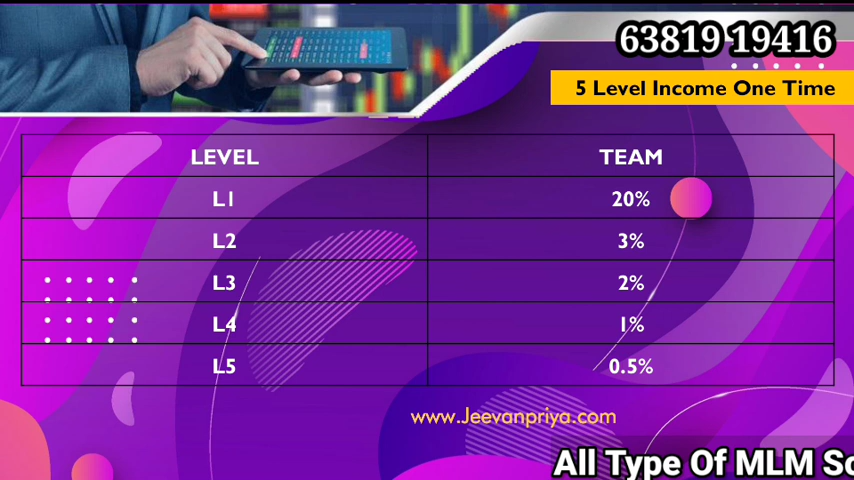 63819 19416
5 Level Income One Time
LEVEL TEAM
L1 20%
L2 3%
L3 2%
L4 1%
L5 0.5%
www.Jeevanpriya.com
All Type Of MLM